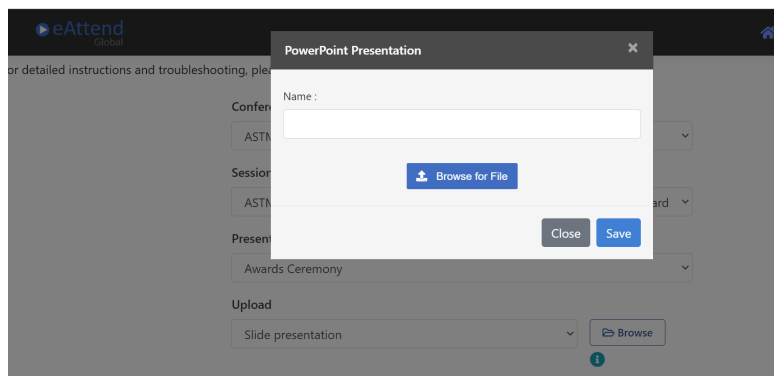 eAttend
Global
PowerPoint Presentation
or detailed instructions and troubleshooting, plea
Name :
Confer
ASTM
Browse for File
Session
ASTM
ard
Close
Save
Present
Awards Ceremony
Upload
Slide presentation
Browse